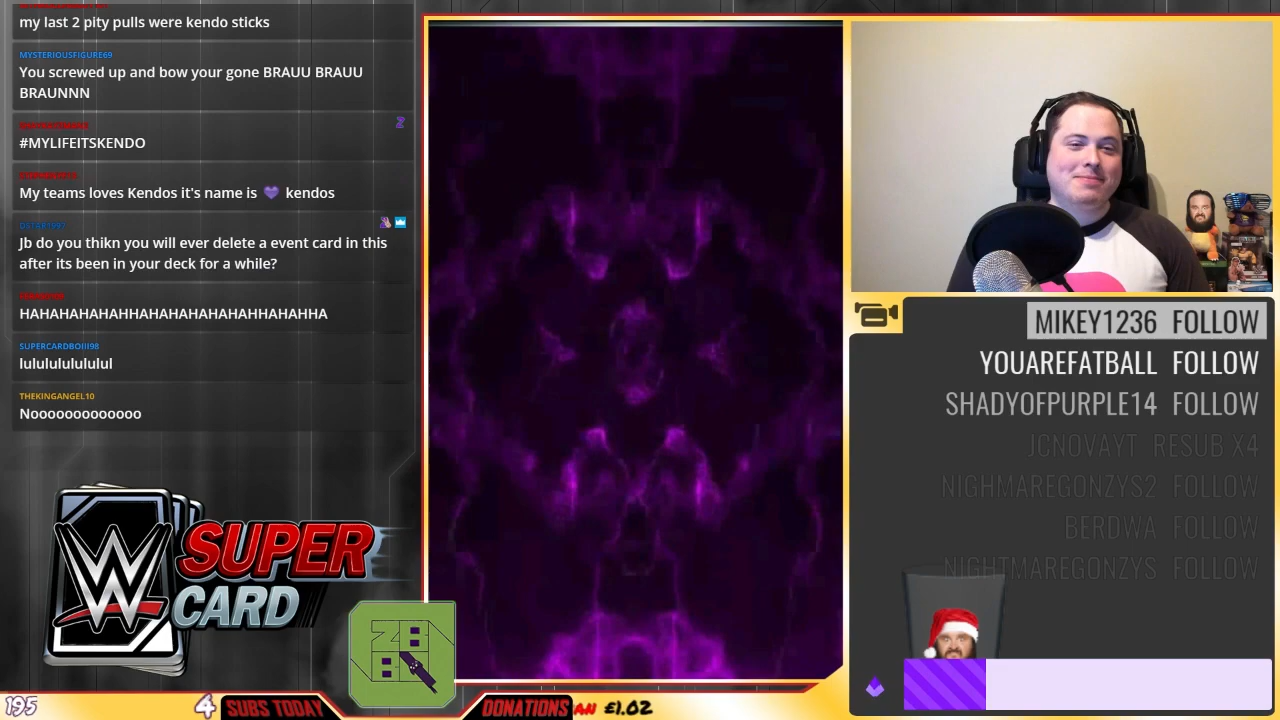 my last 2 pity pulls were kendo sticks
MYSTERIOUSFIGURE69
You screwed up and bow your gone BRAUU BRAUU
BRAUNNN
#MYLIFEITSKENDO
My teams loves Kendos it's name is 💜 kendos
Jb do you thikn you will ever delete a event card in this
after its been in your deck for a while?
HAHAHAHAHAHHAHAHAHAHAHAHHAHAHHA
SUPERCARDBOIII98
lulululululululul
THEKINGANGEL10
Nooooooooooooo
W
SUPER
CARD
195
4 SUBS TODAY
DONATIONS
AN £1.02
MIKEY1236 FOLLOW
YOUAREFATBALL FOLLOW
SHADYOFPURPLE14 FOLLOW
JCNOVAYT RESUB X4
NIGHMAREGONZYS2 FOLLOW
BERDWA FOLLOW
NIGHTMAREGONZYS FOLLOW